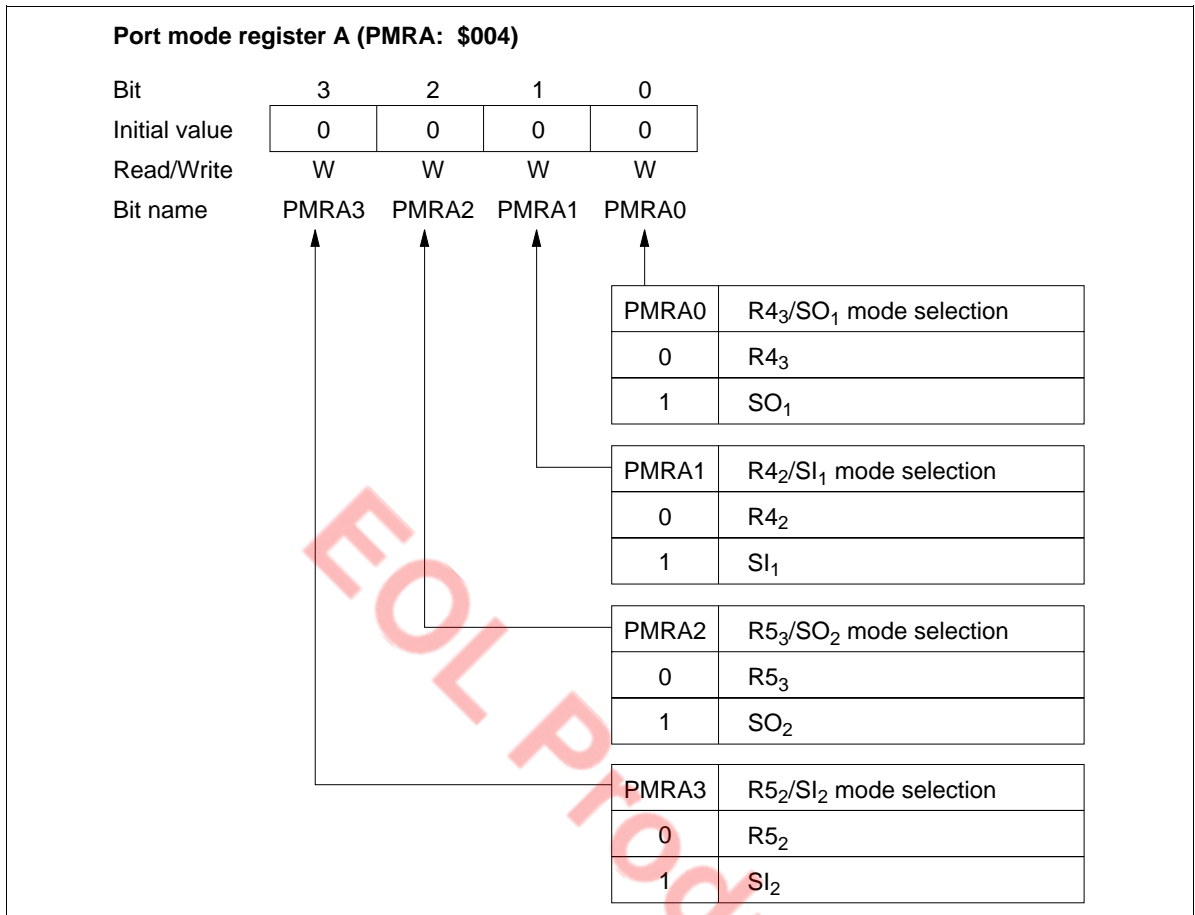 Port mode register A (PMRA: $004)
Bit 3 2 1 0
Initial value 0 0 0 0
Read/Write W W W W
Bit name PMRA3 PMRA2 PMRA1 PMRA0
PMRA0 R4₃/SO₁ mode selection
0 R4₃
1 SO₁
PMRA1 R4₂/SI₁ mode selection
0 R4₂
1 SI₁
PMRA2 R5₃/SO₂ mode selection
0 R5₃
1 SO₂
PMRA3 R5₂/SI₂ mode selection
0 R5₂
1 SI₂
EOL Prod